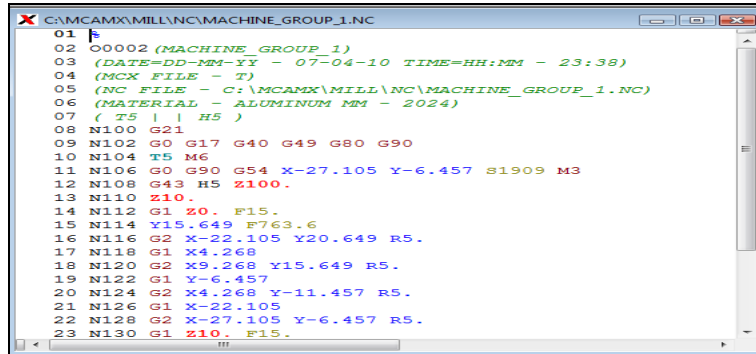 C:\MCAMX\MILL\NC\MACHINE_GROUP_1.NC
01 %
02 O0002(MACHINE_GROUP_1)
03 (DATE=DD-MM-YY - 07-04-10 TIME=HH:MM - 23:38)
04 (MCX FILE - T)
05 (NC FILE - C:\MCAMX\MILL\NC\MACHINE_GROUP_1.NC)
06 (MATERIAL - ALUMINUM MM - 2024)
07 ( T5 | | H5 )
08 N100 G21
09 N102 G0 G17 G40 G49 G80 G90
10 N104 T5 M6
11 N106 G0 G90 G54 X-27.105 Y-6.457 S1909 M3
12 N108 G43 H5 Z100.
13 N110 Z10.
14 N112 G1 Z0. F15.
15 N114 Y15.649 F763.6
16 N116 G2 X-22.105 Y20.649 R5.
17 N118 G1 X4.268
18 N120 G2 X9.268 Y15.649 R5.
19 N122 G1 Y-6.457
20 N124 G2 X4.268 Y-11.457 R5.
21 N126 G1 X-22.105
22 N128 G2 X-27.105 Y-6.457 R5.
23 N130 G1 Z10. F15.